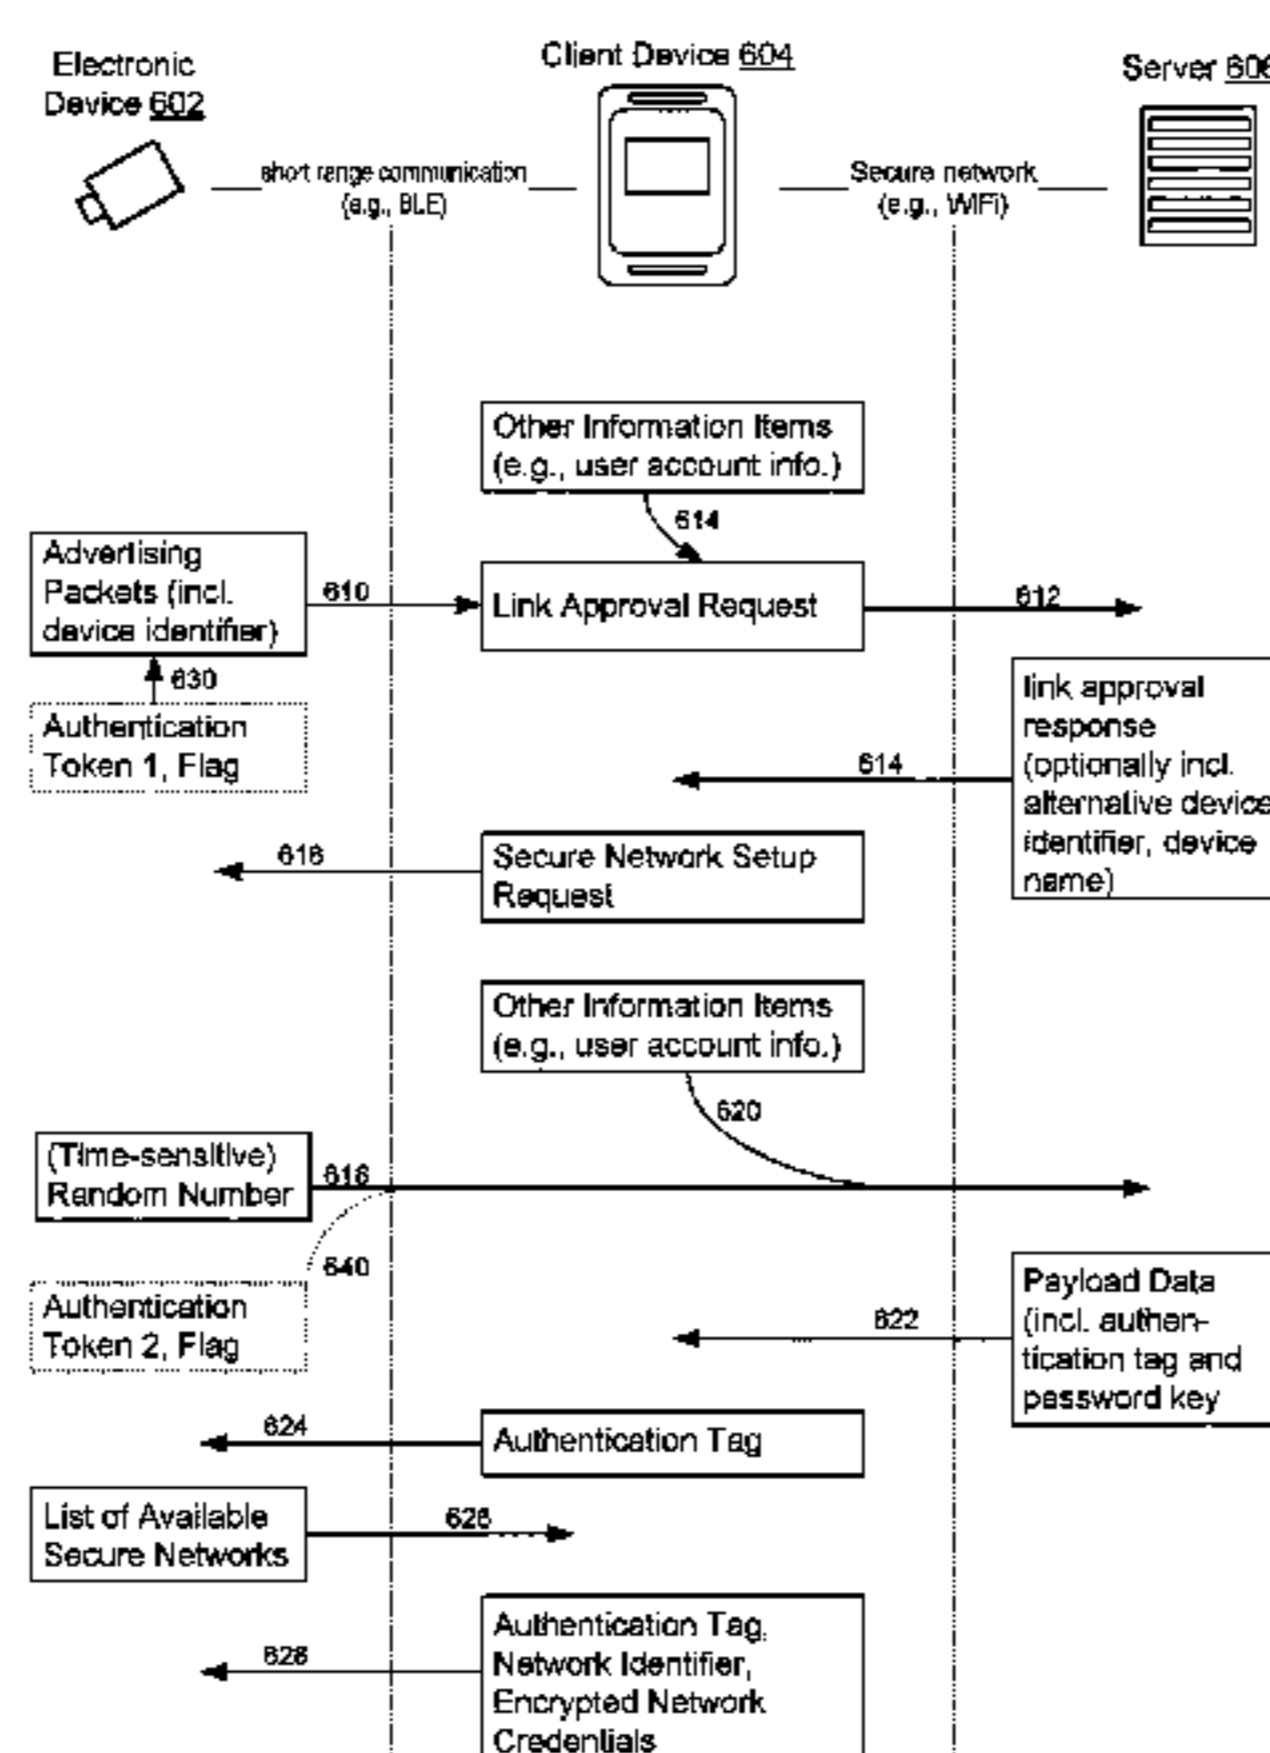 Electronic
Device 602
Client Device 604
Server 606
short range communication
(e.g., BLE)
Secure network
(e.g., WiFi)
Other Information Items
(e.g., user account info.)
614
Advertising
Packets (incl.
device identifier)
610
Link Approval Request
612
630
Authentication
Token 1, Flag
link approval
response
(optionally incl.
alternative device
identifier, device
name)
614
616
Secure Network Setup
Request
Other Information Items
(e.g., user account info.)
620
(Time-sensitive)
Random Number
618
640
Authentication
Token 2, Flag
Payload Data
(incl. authen-
tication tag and
password key
622
624
Authentication Tag
List of Available
Secure Networks
626
Authentication Tag,
Network Identifier,
Encrypted Network
Credentials
628